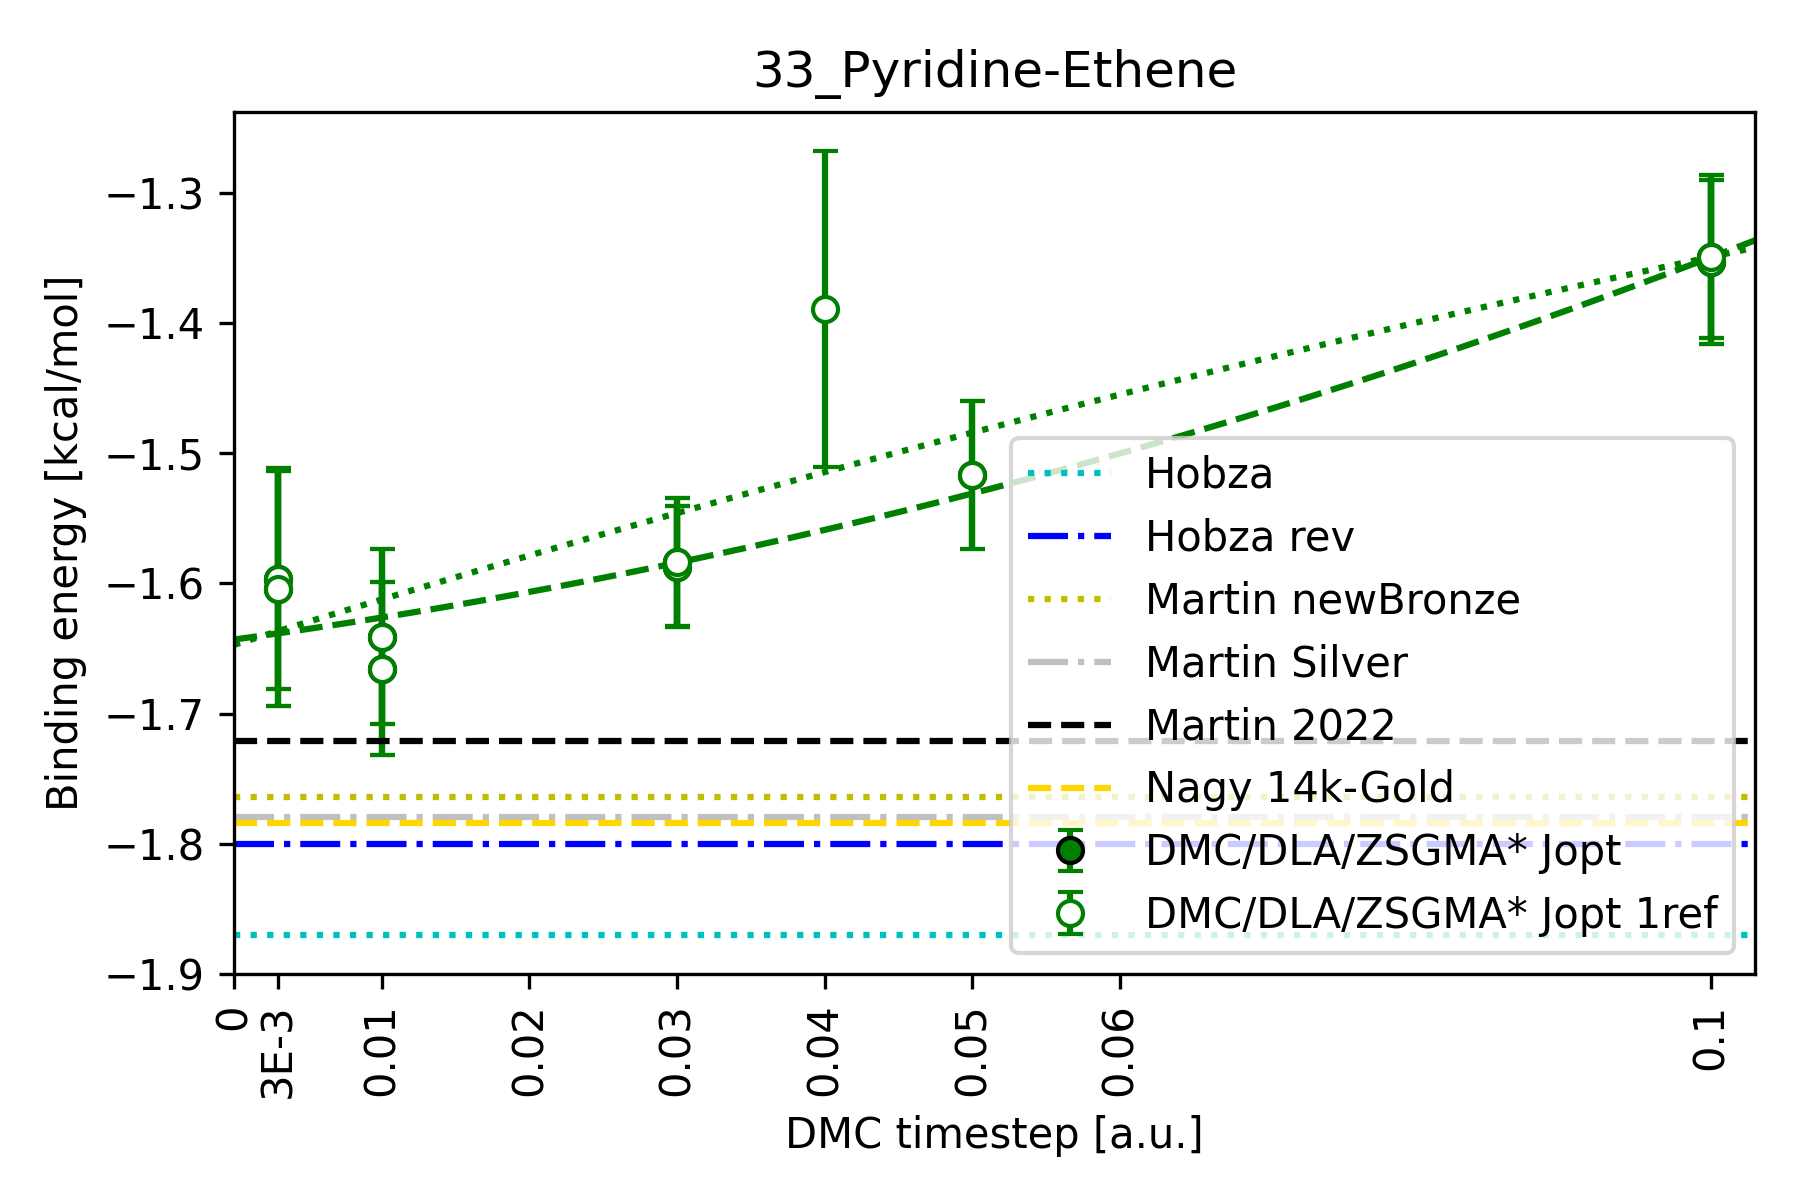 33_Pyridine-Ethene
Binding energy [kcal/mol]
−1.3
−1.4
−1.5
−1.6
−1.7
−1.8
−1.9
Hobza
Hobza rev
Martin newBronze
Martin Silver
Martin 2022
Nagy 14k-Gold
DMC/DLA/ZSGMA* Jopt
DMC/DLA/ZSGMA* Jopt 1ref
0
3E-3
0.01
0.02
0.03
0.04
0.05
0.06
0.1
DMC timestep [a.u.]